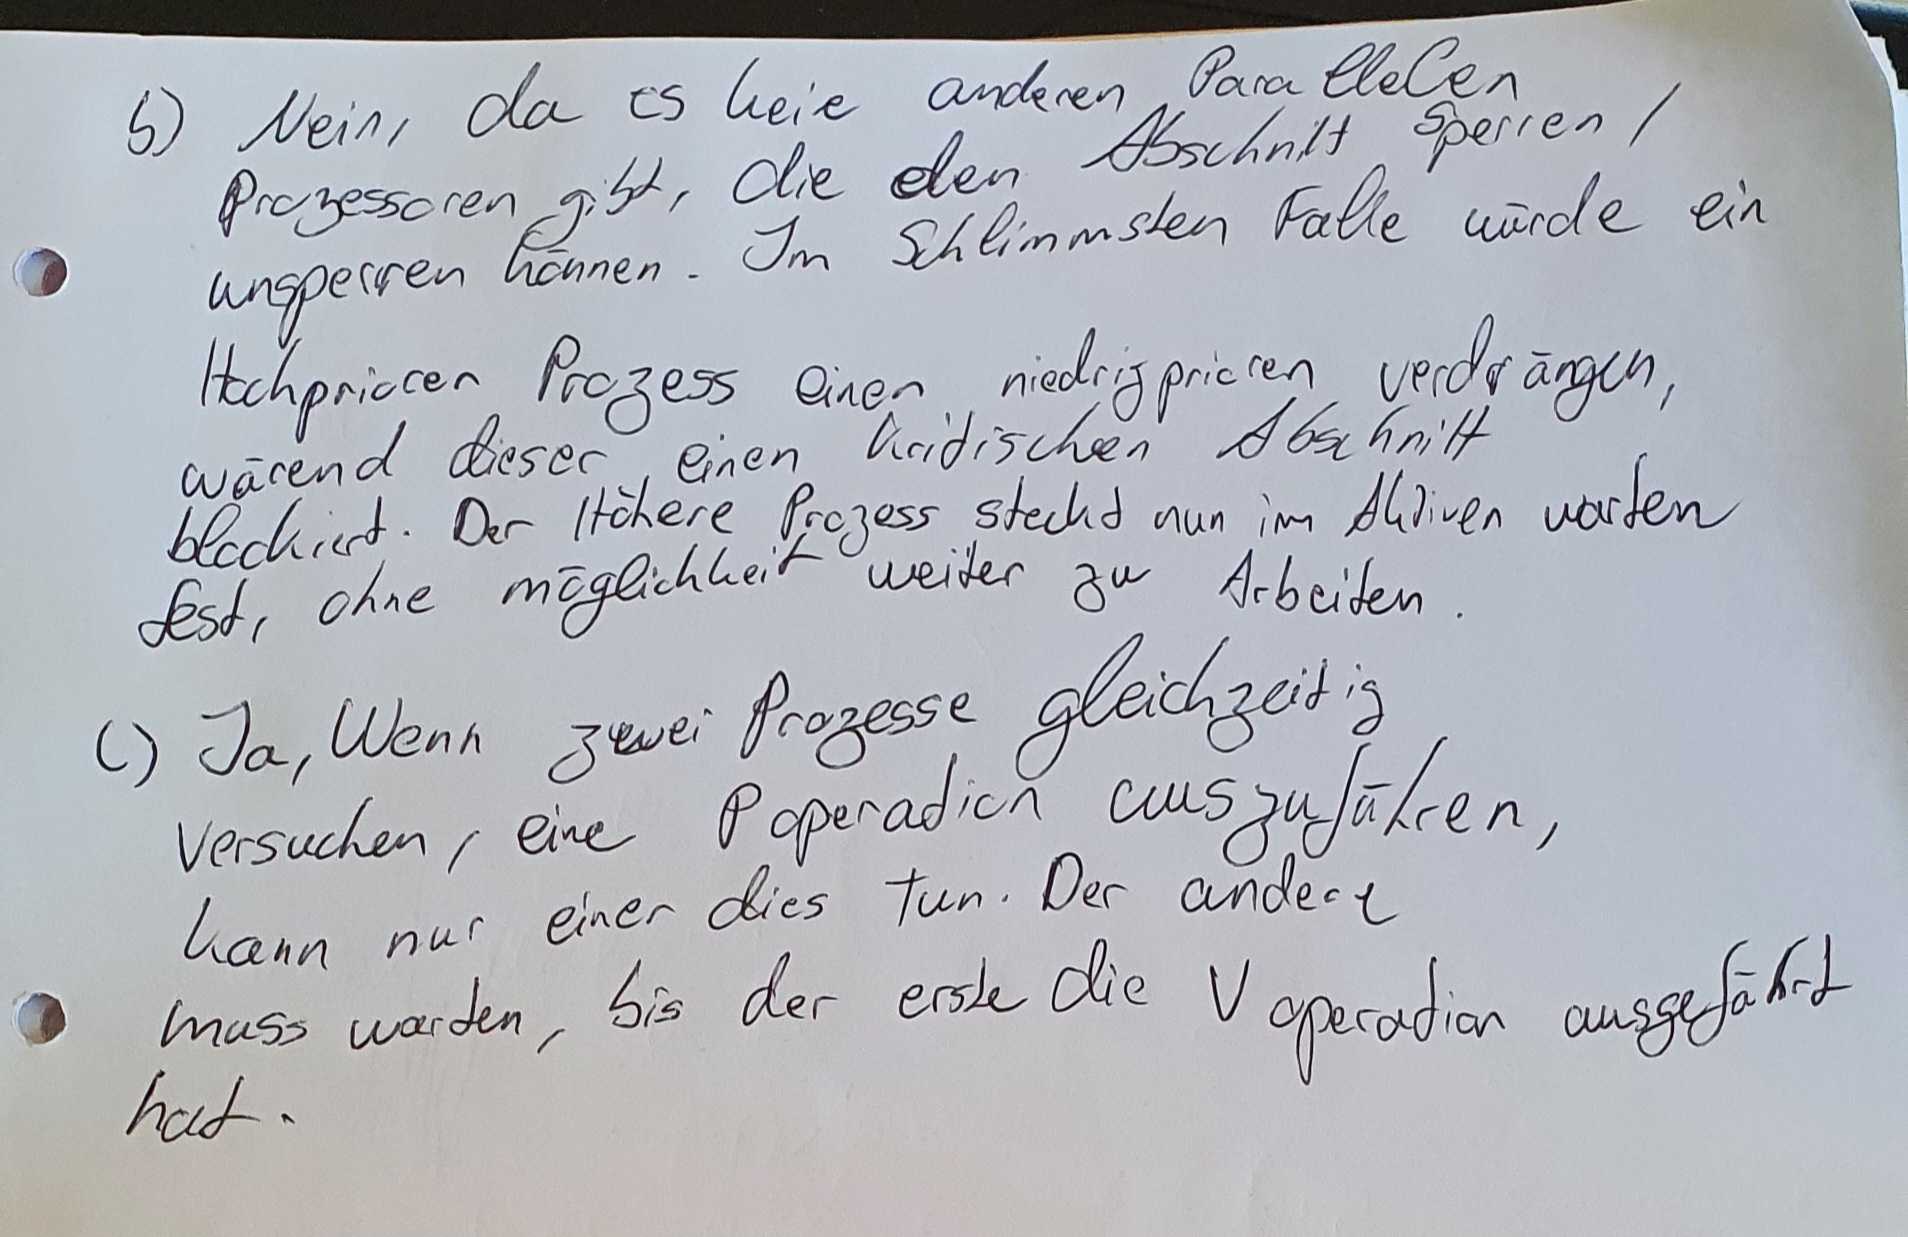 b) Nein, da es keie anderen Parallelen
Prozessoren gibt, die den Abschnitt Sperren /
unsperren können. Im Schlimmsten Falle würde ein
Hochprioren Prozess einen niedrigprioren verdrängen,
wärend dieser einen kritischen Abschnitt
blockiert. Der Höhere Prozess steckt nun im Aktiven warten
fest, ohne möglichkeit weiter zu Arbeiten.
c) Ja, Wenn zwei Prozesse gleichzeitig
versuchen, eine P operation auszuführen,
kann nur einer dies tun. Der andere
muss warten, bis der erste die V operation ausgeführt
hat.